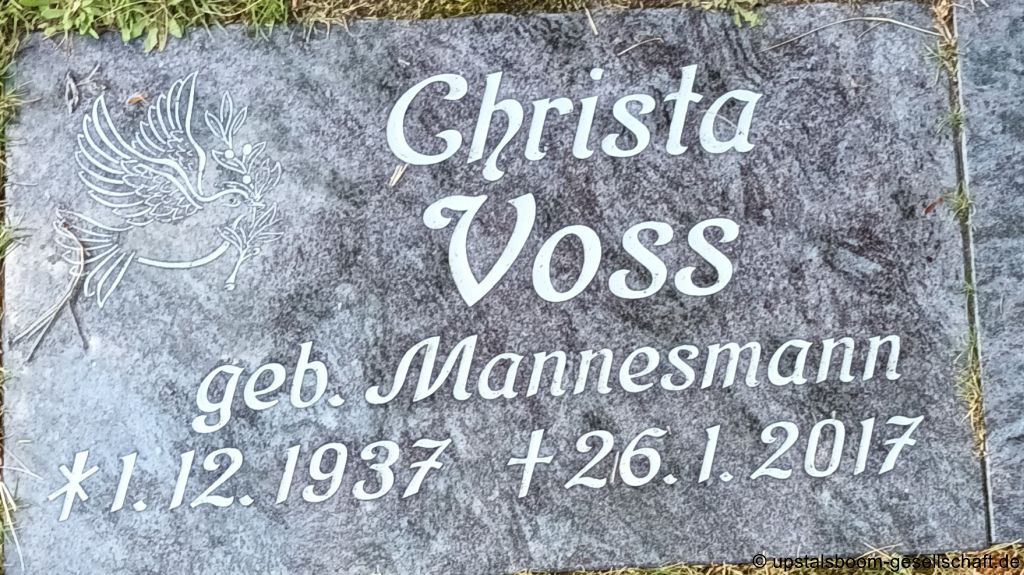 Christa
Voss
geb. Mannesmann
* 1. 12. 1937 † 26. 1. 2017
© upstalsboom-gesellschaft.de